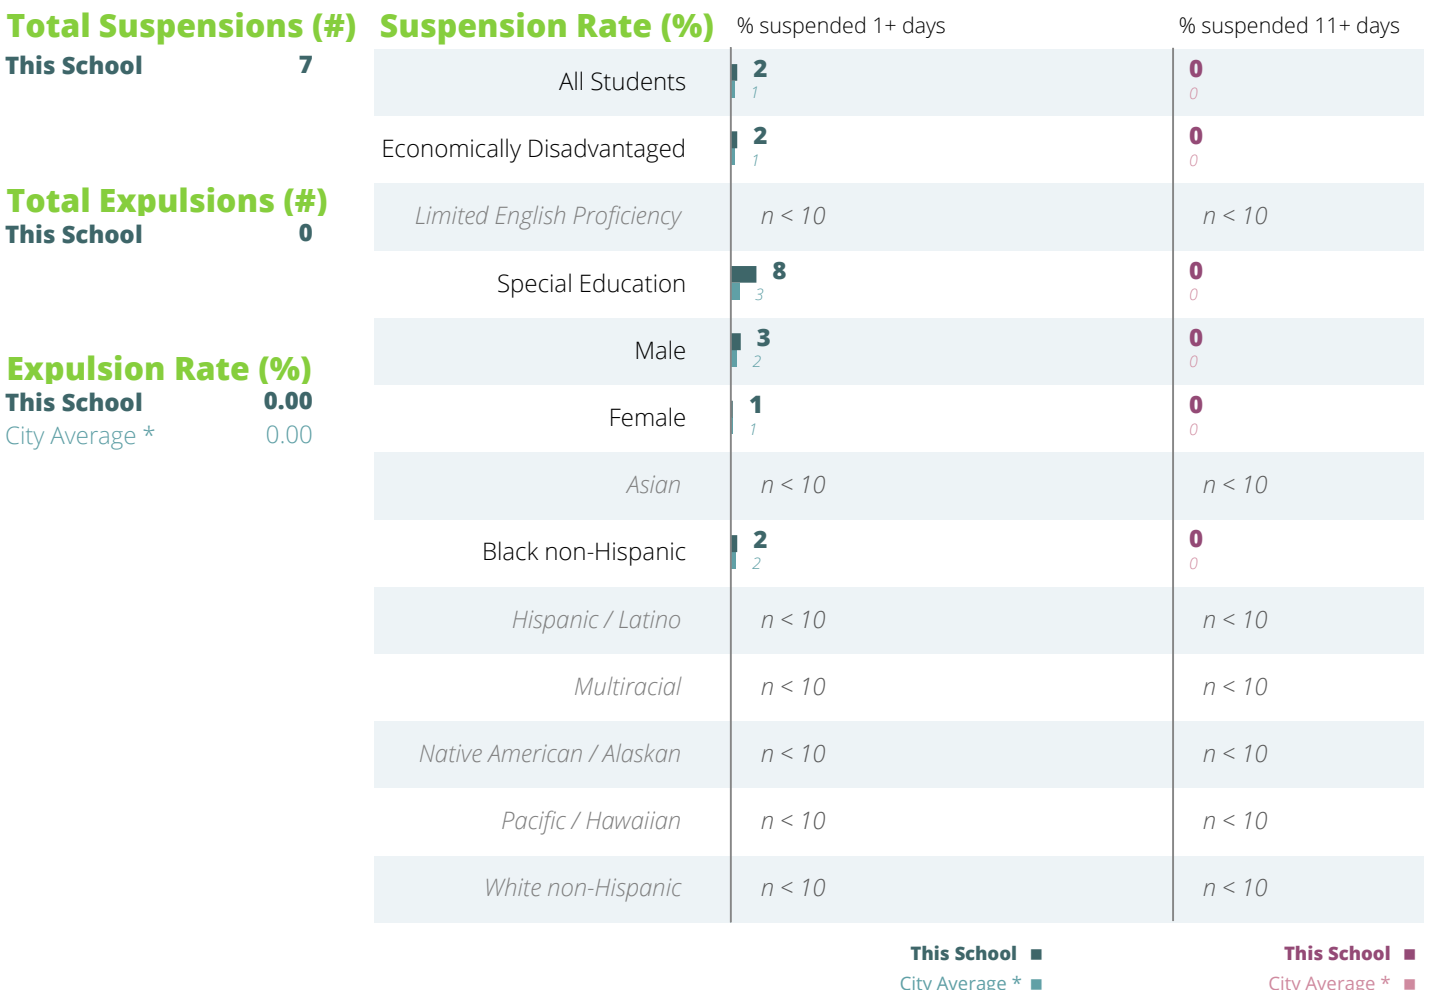 Total Suspensions (#)
This School 7
Total Expulsions (#)
This School 0
Expulsion Rate (%)
This School 0.00
City Average * 0.00
Suspension Rate (%) % suspended 1+ days % suspended 11+ days
All Students 2 0
1 0
Economically Disadvantaged 2 0
1 0
Limited English Proficiency n < 10 n < 10
Special Education 8 0
3 0
Male 3 0
2 0
Female 1 0
1 0
Asian n < 10 n < 10
Black non-Hispanic 2 0
2 0
Hispanic / Latino n < 10 n < 10
Multiracial n < 10 n < 10
Native American / Alaskan n < 10 n < 10
Pacific / Hawaiian n < 10 n < 10
White non-Hispanic n < 10 n < 10
This School This School
City Average * City Average *